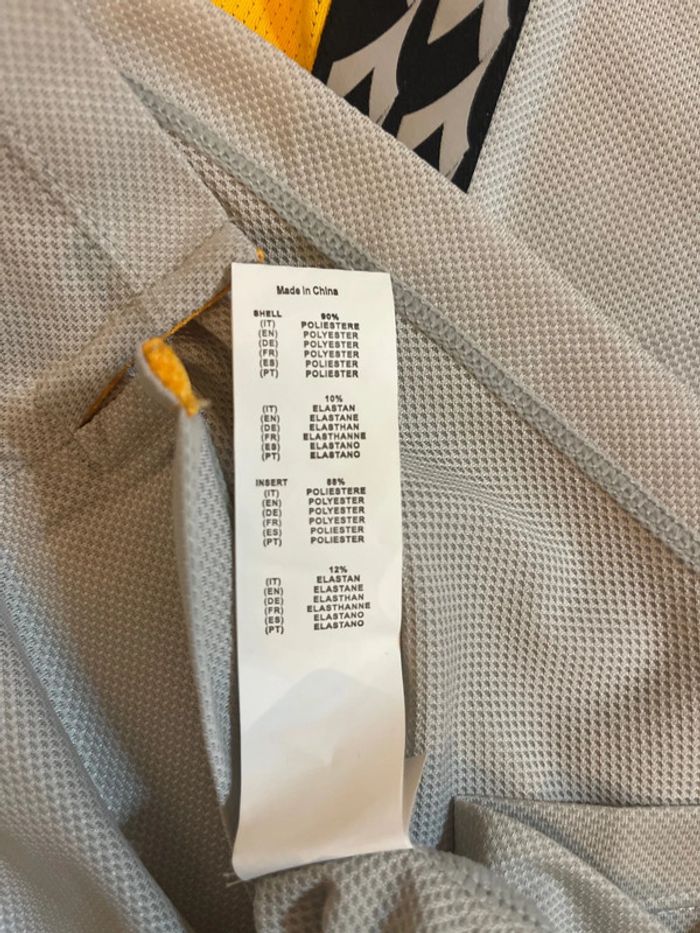 Made in China
SHELL 90%
(IT) POLIESTERE
(EN) POLYESTER
(DE) POLYESTER
(FR) POLYESTER
(ES) POLIESTER
(PT) POLIESTER
10%
(IT) ELASTAN
(EN) ELASTANE
(DE) ELASTHAN
(FR) ELASTHANNE
(ES) ELASTANO
(PT) ELASTANO
INSERT 88%
(IT) POLIESTERE
(EN) POLYESTER
(DE) POLYESTER
(FR) POLYESTER
(ES) POLIESTER
(PT) POLIESTER
12%
(IT) ELASTAN
(EN) ELASTANE
(DE) ELASTHAN
(FR) ELASTHANNE
(ES) ELASTANO
(PT) ELASTANO